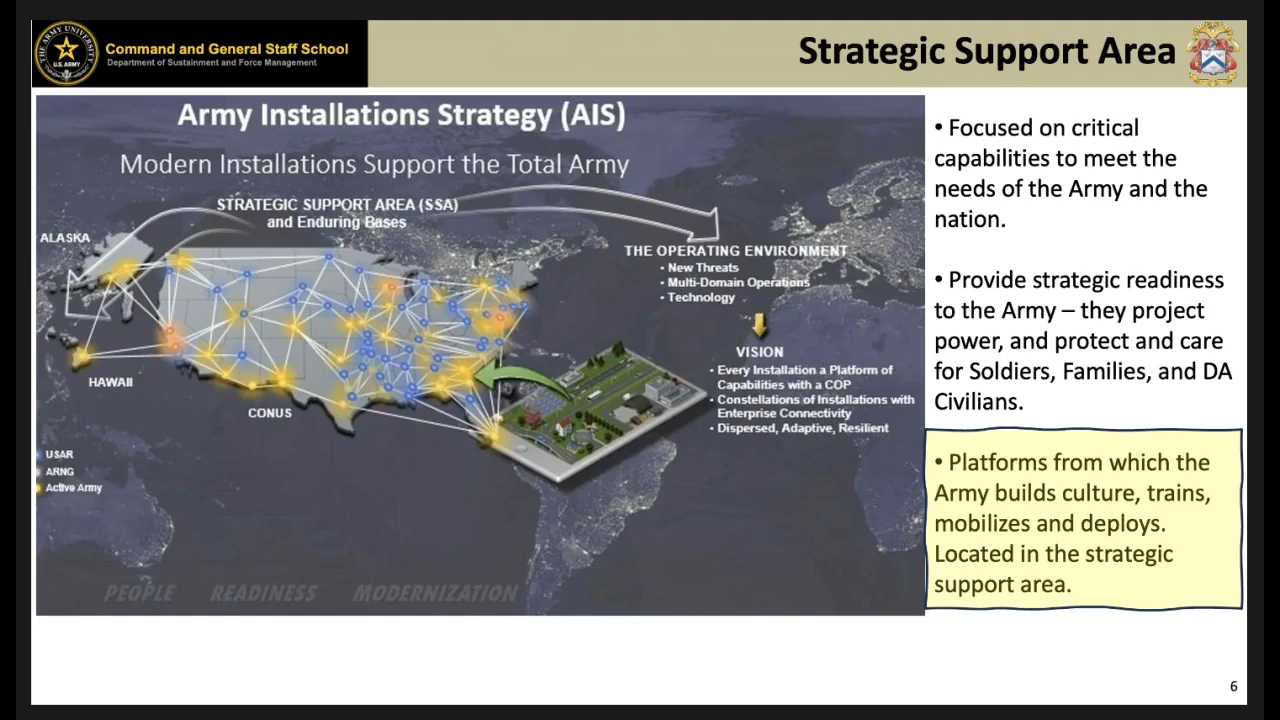 THE ARMY UNIVERSITY
U.S. ARMY
Command and General Staff School
Department of Sustainment and Force Management
Strategic Support Area
Army Installations Strategy (AIS)
Modern Installations Support the Total Army
STRATEGIC SUPPORT AREA (SSA)
and Enduring Bases
ALASKA
HAWAII
CONUS
USAR
ARNG
Active Army
THE OPERATING ENVIRONMENT
• New Threats
• Multi-Domain Operations
• Technology
VISION
• Every Installation a Platform of
Capabilities with a COP
• Constellations of Installations with
Enterprise Connectivity
• Dispersed, Adaptive, Resilient
PEOPLE READINESS MODERNIZATION
• Focused on critical
capabilities to meet the
needs of the Army and the
nation.
• Provide strategic readiness
to the Army – they project
power, and protect and care
for Soldiers, Families, and DA
Civilians.
• Platforms from which the
Army builds culture, trains,
mobilizes and deploys.
Located in the strategic
support area.
6